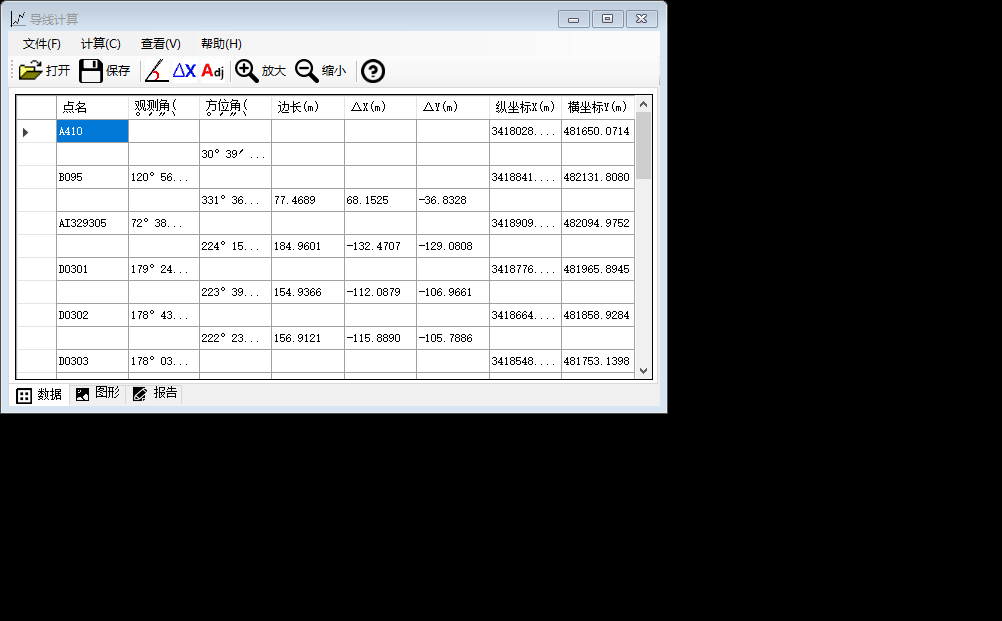 导线计算
文件(F) 计算(C) 查看(V) 帮助(H)
打开 保存 ΔX Adj 放大 缩小 ?
点名 观测角(° ′ ″ 方位角(° ′ ″ 边长(m) △X(m) △Y(m) 纵坐标X(m) 横坐标Y(m)
A410 3418028.... 481650.0714
30° 39′ ...
B095 120° 56... 3418841.... 482131.8080
331° 36... 77.4689 68.1525 -36.8328
AI329305 72° 38... 3418909.... 482094.9752
224° 15... 184.9601 -132.4707 -129.0808
D0301 179° 24... 3418776.... 481965.8945
223° 39... 154.9366 -112.0879 -106.9661
D0302 178° 43... 3418664.... 481858.9284
222° 23... 156.9121 -115.8890 -105.7886
D0303 178° 03... 3418548.... 481753.1398
数据 图形 报告